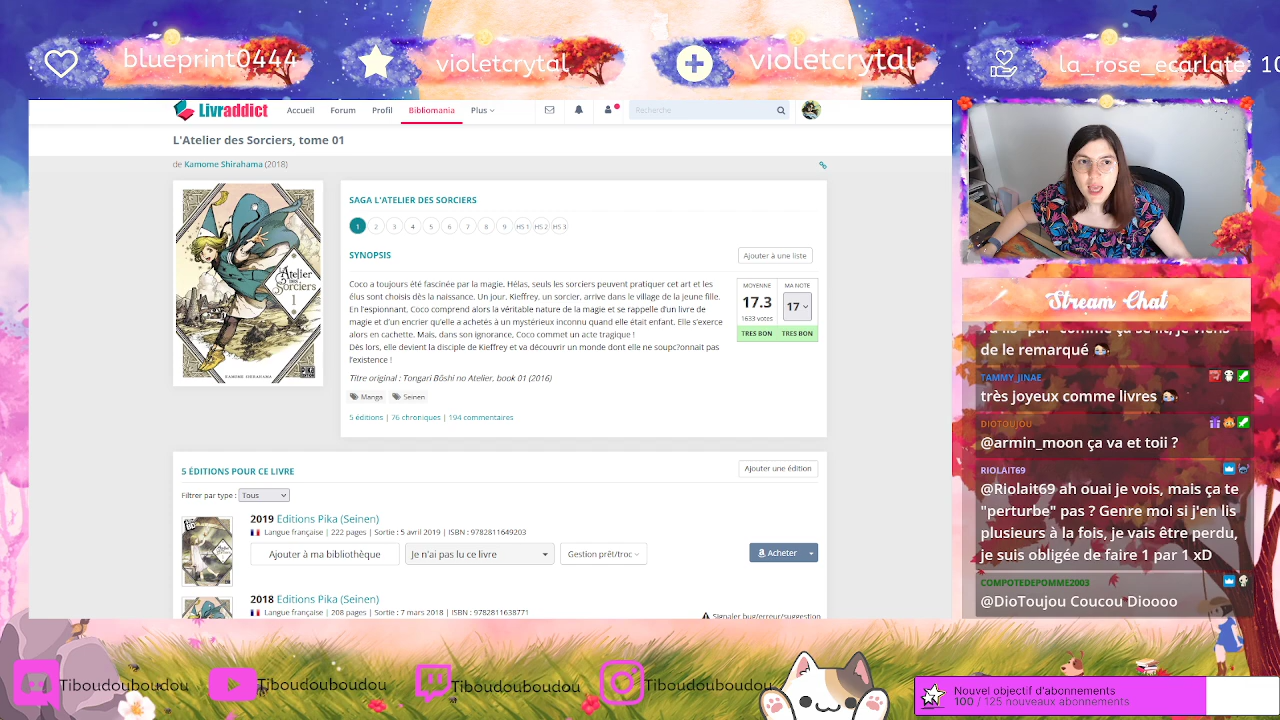 blueprint0444
violetcrytal
violetcrytal
la_rose_ecarlate: 10
Livraddict
Accueil
Forum
Profil
Bibliomania
Plus
Recherche
L'Atelier des Sorciers, tome 01
de Kamome Shirahama (2018)
L'Atelier des Sorciers
KAMOME SHIRAHAMA
SAGA L'ATELIER DES SORCIERS
1 2 3 4 5 6 7 8 9 HS 1 HS 2 HS 3
SYNOPSIS
Ajouter à une liste
Coco a toujours été fascinée par la magie. Hélas, seuls les sorciers peuvent pratiquer cet art et les
élus sont choisis dès la naissance. Un jour, Kieffrey, un sorcier, arrive dans le village de la jeune fille.
En l'espionnant, Coco comprend alors la véritable nature de la magie et se rappelle d'un livre de
magie et d'un encrier qu'elle a achetés à un mystérieux inconnu quand elle était enfant. Elle s'exerce
alors en cachette. Mais, dans son ignorance, Coco commet un acte tragique !
Dès lors, elle devient la disciple de Kieffrey et va découvrir un monde dont elle ne soupc?onnait pas
l'existence !
MOYENNE
17.3
1633 votes
TRES BON
MA NOTE
17
TRES BON
Titre original : Tongari Bôshi no Atelier, book 01 (2016)
Manga
Seinen
5 éditions | 76 chroniques | 194 commentaires
5 ÉDITIONS POUR CE LIVRE
Ajouter une édition
Filtrer par type : Tous
2019 Editions Pika (Seinen)
Langue française | 222 pages | Sortie : 5 avril 2019 | ISBN : 9782811649203
Ajouter à ma bibliothèque
Je n'ai pas lu ce livre
Gestion prêt/troc
Acheter
2018 Editions Pika (Seinen)
Langue française | 208 pages | Sortie : 7 mars 2018 | ISBN : 9782811638771
Signaler bug/erreur/suggestion
Stream Chat
de le remarqué
TAMMY_JINAE
très joyeux comme livres
DIOTOUJOU
@armin_moon ça va et toii ?
RIOLAIT69
@Riolait69 ah ouai je vois, mais ça te
"perturbe" pas ? Genre moi si j'en lis
plusieurs à la fois, je vais être perdu,
je suis obligée de faire 1 par 1 xD
COMPOTEDEPOMME2003
@DioToujou Coucou Dioooo
Tiboudouboudou
Tiboudouboudou
Tiboudouboudou
Tiboudouboudou
Nouvel objectif d'abonnements
100 / 125 nouveaux abonnements